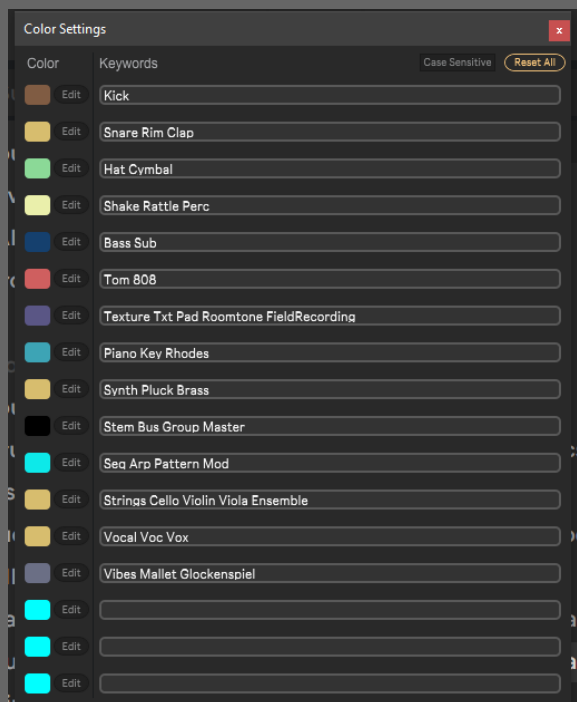 Color Settings
x
Color Keywords Case Sensitive Reset All
Edit Kick
Edit Snare Rim Clap
Edit Hat Cymbal
Edit Shake Rattle Perc
Edit Bass Sub
Edit Tom 808
Edit Texture Txt Pad Roomtone FieldRecording
Edit Piano Key Rhodes
Edit Synth Pluck Brass
Edit Stem Bus Group Master
Edit Seq Arp Pattern Mod
Edit Strings Cello Violin Viola Ensemble
Edit Vocal Voc Vox
Edit Vibes Mallet Glockenspiel
Edit
Edit
Edit